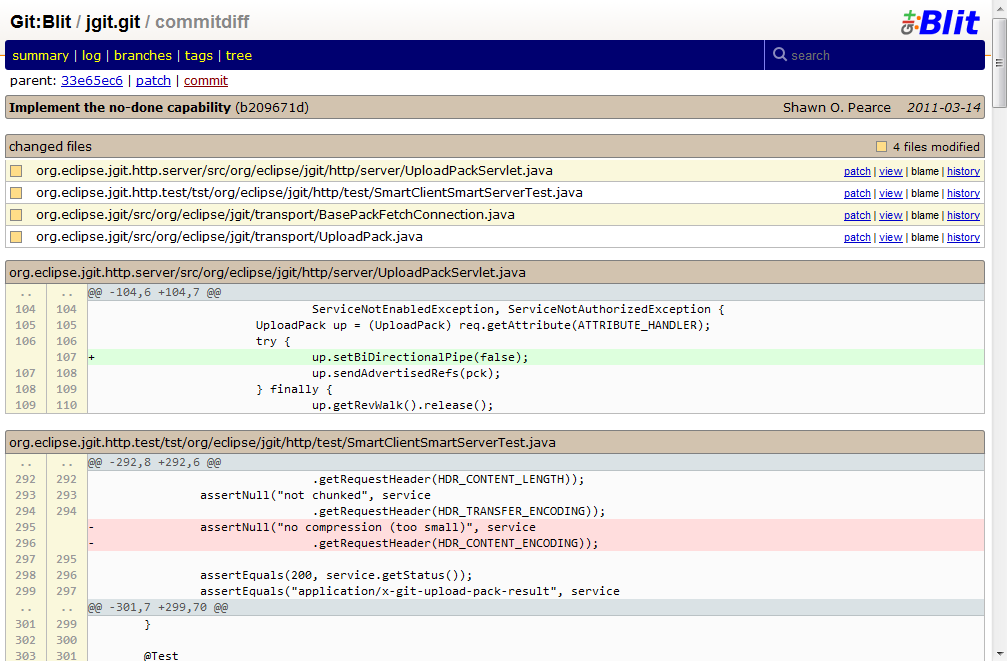 Git:Blit / jgit.git / commitdiff
Git:Blit
summary | log | branches | tags | tree
search
parent: 33e65ec6 | patch | commit
Implement the no-done capability (b209671d) Shawn O. Pearce 2011-03-14
changed files 4 files modified
org.eclipse.jgit.http.server/src/org/eclipse/jgit/http/server/UploadPackServlet.java patch | view | blame | history
org.eclipse.jgit.http.test/tst/org/eclipse/jgit/http/test/SmartClientSmartServerTest.java patch | view | blame | history
org.eclipse.jgit/src/org/eclipse/jgit/transport/BasePackFetchConnection.java patch | view | blame | history
org.eclipse.jgit/src/org/eclipse/jgit/transport/UploadPack.java patch | view | blame | history
org.eclipse.jgit.http.server/src/org/eclipse/jgit/http/server/UploadPackServlet.java
.. .. @@ -104,6 +104,7 @@
104 104 ServiceNotEnabledException, ServiceNotAuthorizedException {
105 105 UploadPack up = (UploadPack) req.getAttribute(ATTRIBUTE_HANDLER);
106 106 try {
107 + up.setBiDirectionalPipe(false);
107 108 up.sendAdvertisedRefs(pck);
108 109 } finally {
109 110 up.getRevWalk().release();
org.eclipse.jgit.http.test/tst/org/eclipse/jgit/http/test/SmartClientSmartServerTest.java
.. .. @@ -292,8 +292,6 @@
292 292 .getRequestHeader(HDR_CONTENT_LENGTH));
293 293 assertNull("not chunked", service
294 294 .getRequestHeader(HDR_TRANSFER_ENCODING));
295 - assertNull("no compression (too small)", service
296 - .getRequestHeader(HDR_CONTENT_ENCODING));
297 295
298 296 assertEquals(200, service.getStatus());
299 297 assertEquals("application/x-git-upload-pack-result", service
.. .. @@ -301,7 +299,70 @@
301 299 }
302 300
303 301 @Test